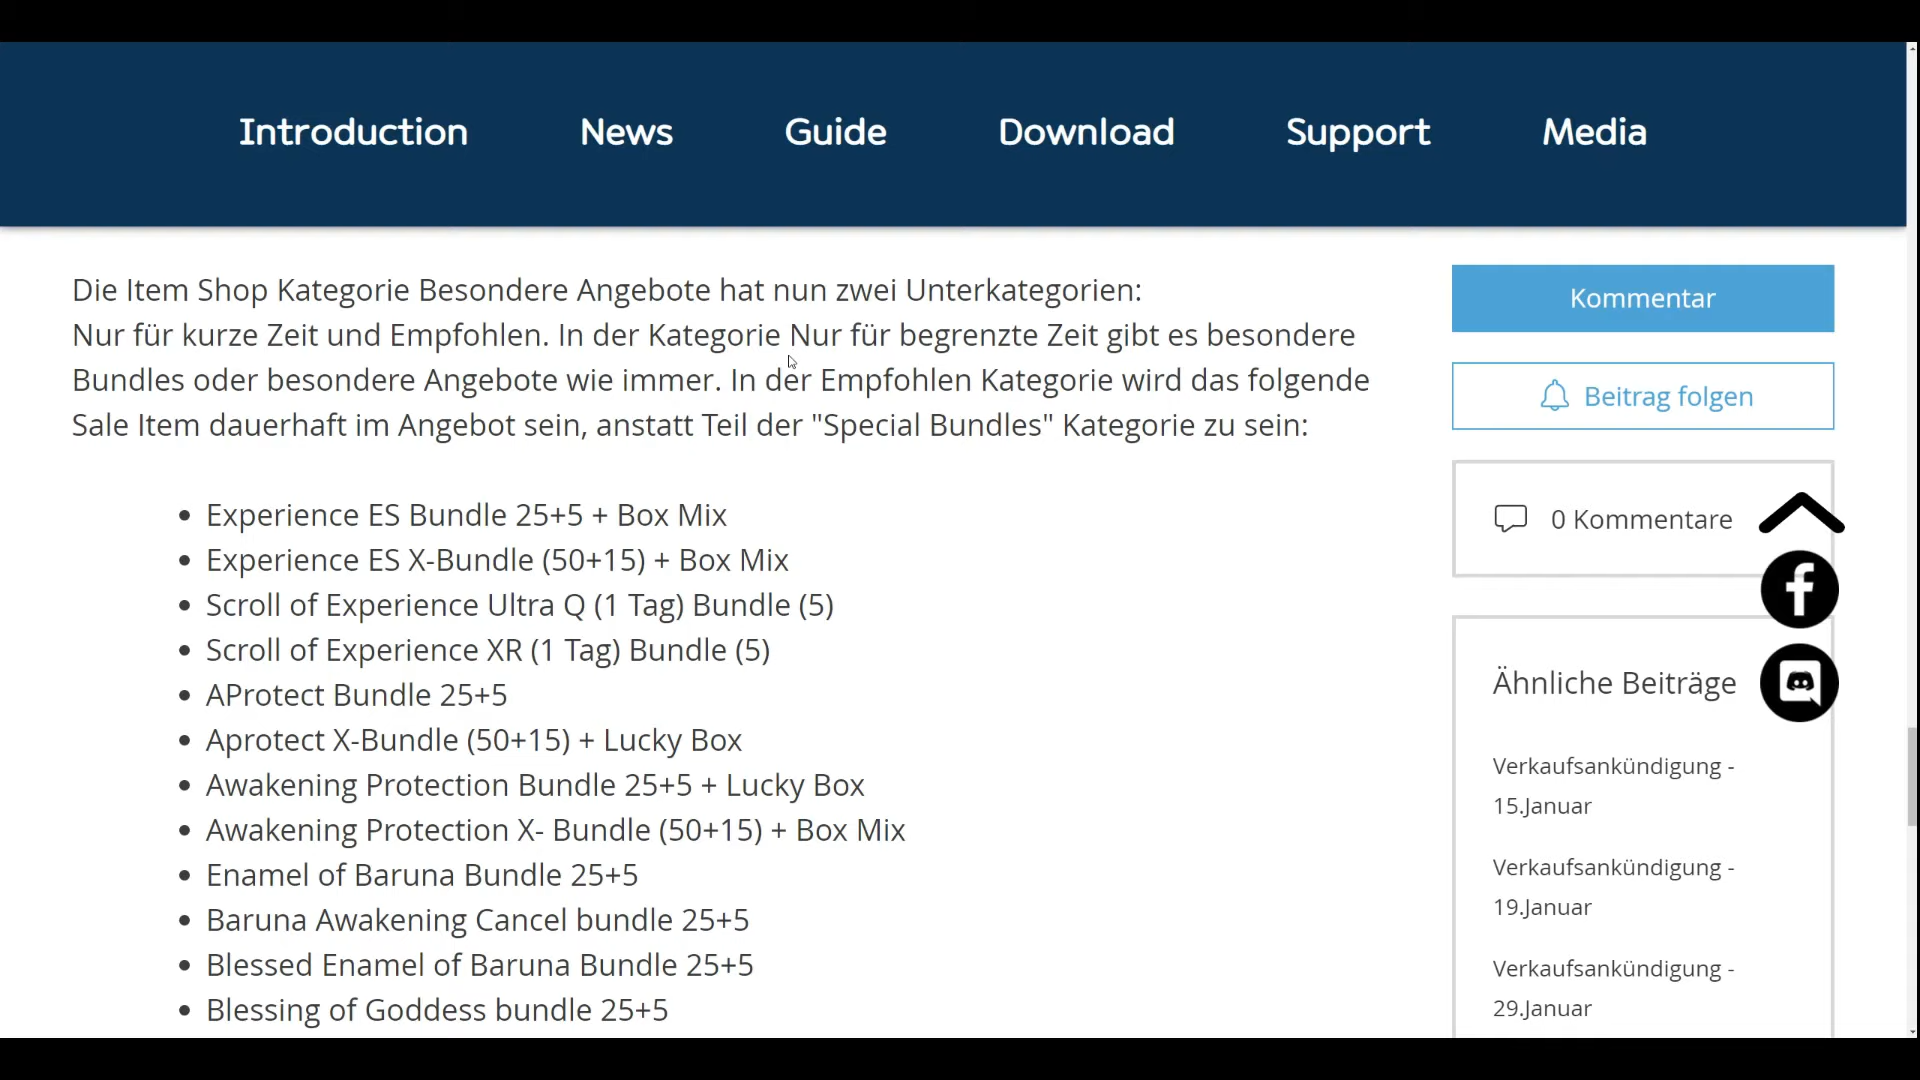 Introduction News Guide Download Support Media
Die Item Shop Kategorie Besondere Angebote hat nun zwei Unterkategorien:
Nur für kurze Zeit und Empfohlen. In der Kategorie Nur für begrenzte Zeit gibt es besondere
Bundles oder besondere Angebote wie immer. In der Empfohlen Kategorie wird das folgende
Sale Item dauerhaft im Angebot sein, anstatt Teil der "Special Bundles" Kategorie zu sein:
• Experience ES Bundle 25+5 + Box Mix
• Experience ES X-Bundle (50+15) + Box Mix
• Scroll of Experience Ultra Q (1 Tag) Bundle (5)
• Scroll of Experience XR (1 Tag) Bundle (5)
• AProtect Bundle 25+5
• Aprotect X-Bundle (50+15) + Lucky Box
• Awakening Protection Bundle 25+5 + Lucky Box
• Awakening Protection X- Bundle (50+15) + Box Mix
• Enamel of Baruna Bundle 25+5
• Baruna Awakening Cancel bundle 25+5
• Blessed Enamel of Baruna Bundle 25+5
• Blessing of Goddess bundle 25+5
Kommentar
Beitrag folgen
0 Kommentare
Ähnliche Beiträge
Verkaufsankündigung -
15.Januar
Verkaufsankündigung -
19.Januar
Verkaufsankündigung -
29.Januar